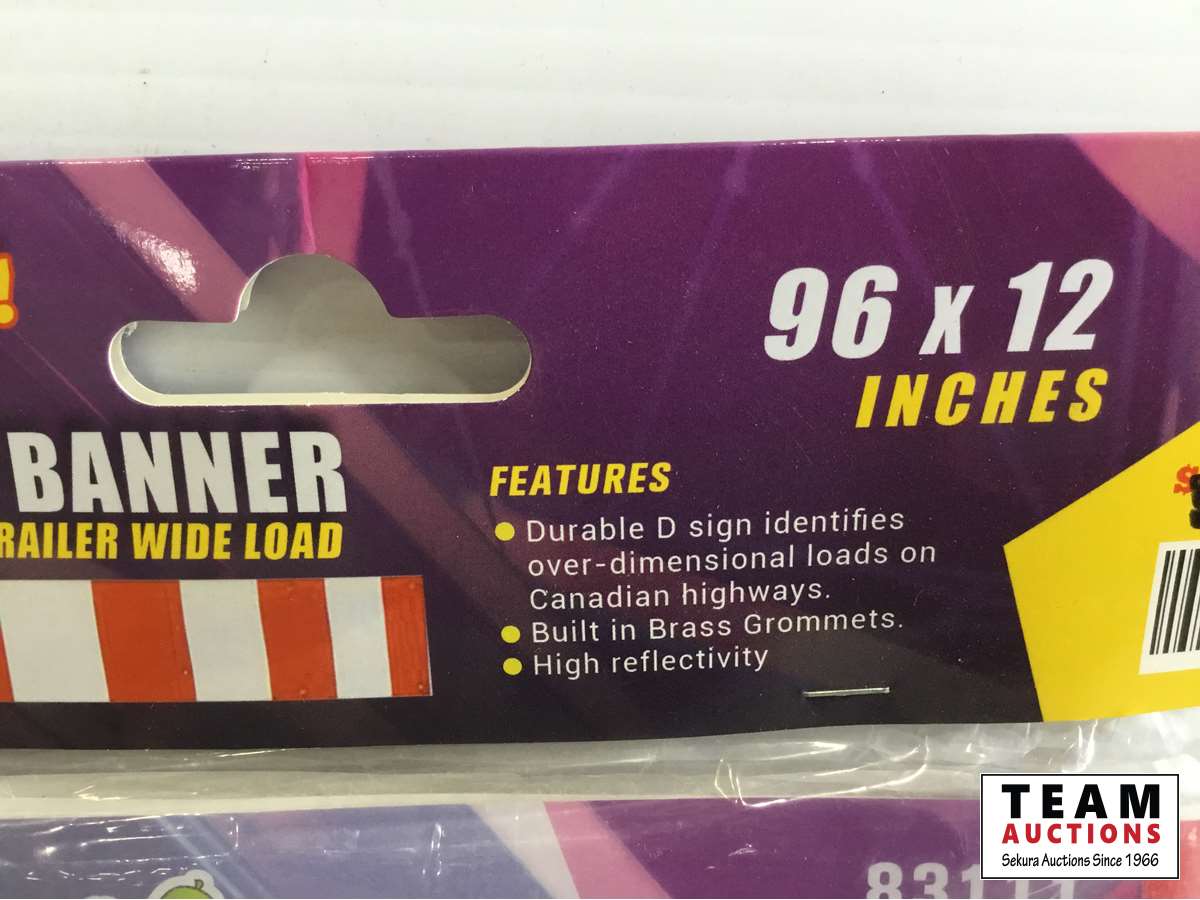 !
96 x 12
INCHES
BANNER
RAILER WIDE LOAD
FEATURES
Durable D sign identifies
over-dimensional loads on
Canadian highways.
Built in Brass Grommets.
High reflectivity
$
TEAM
AUCTIONS
Sekura Auctions Since 1966